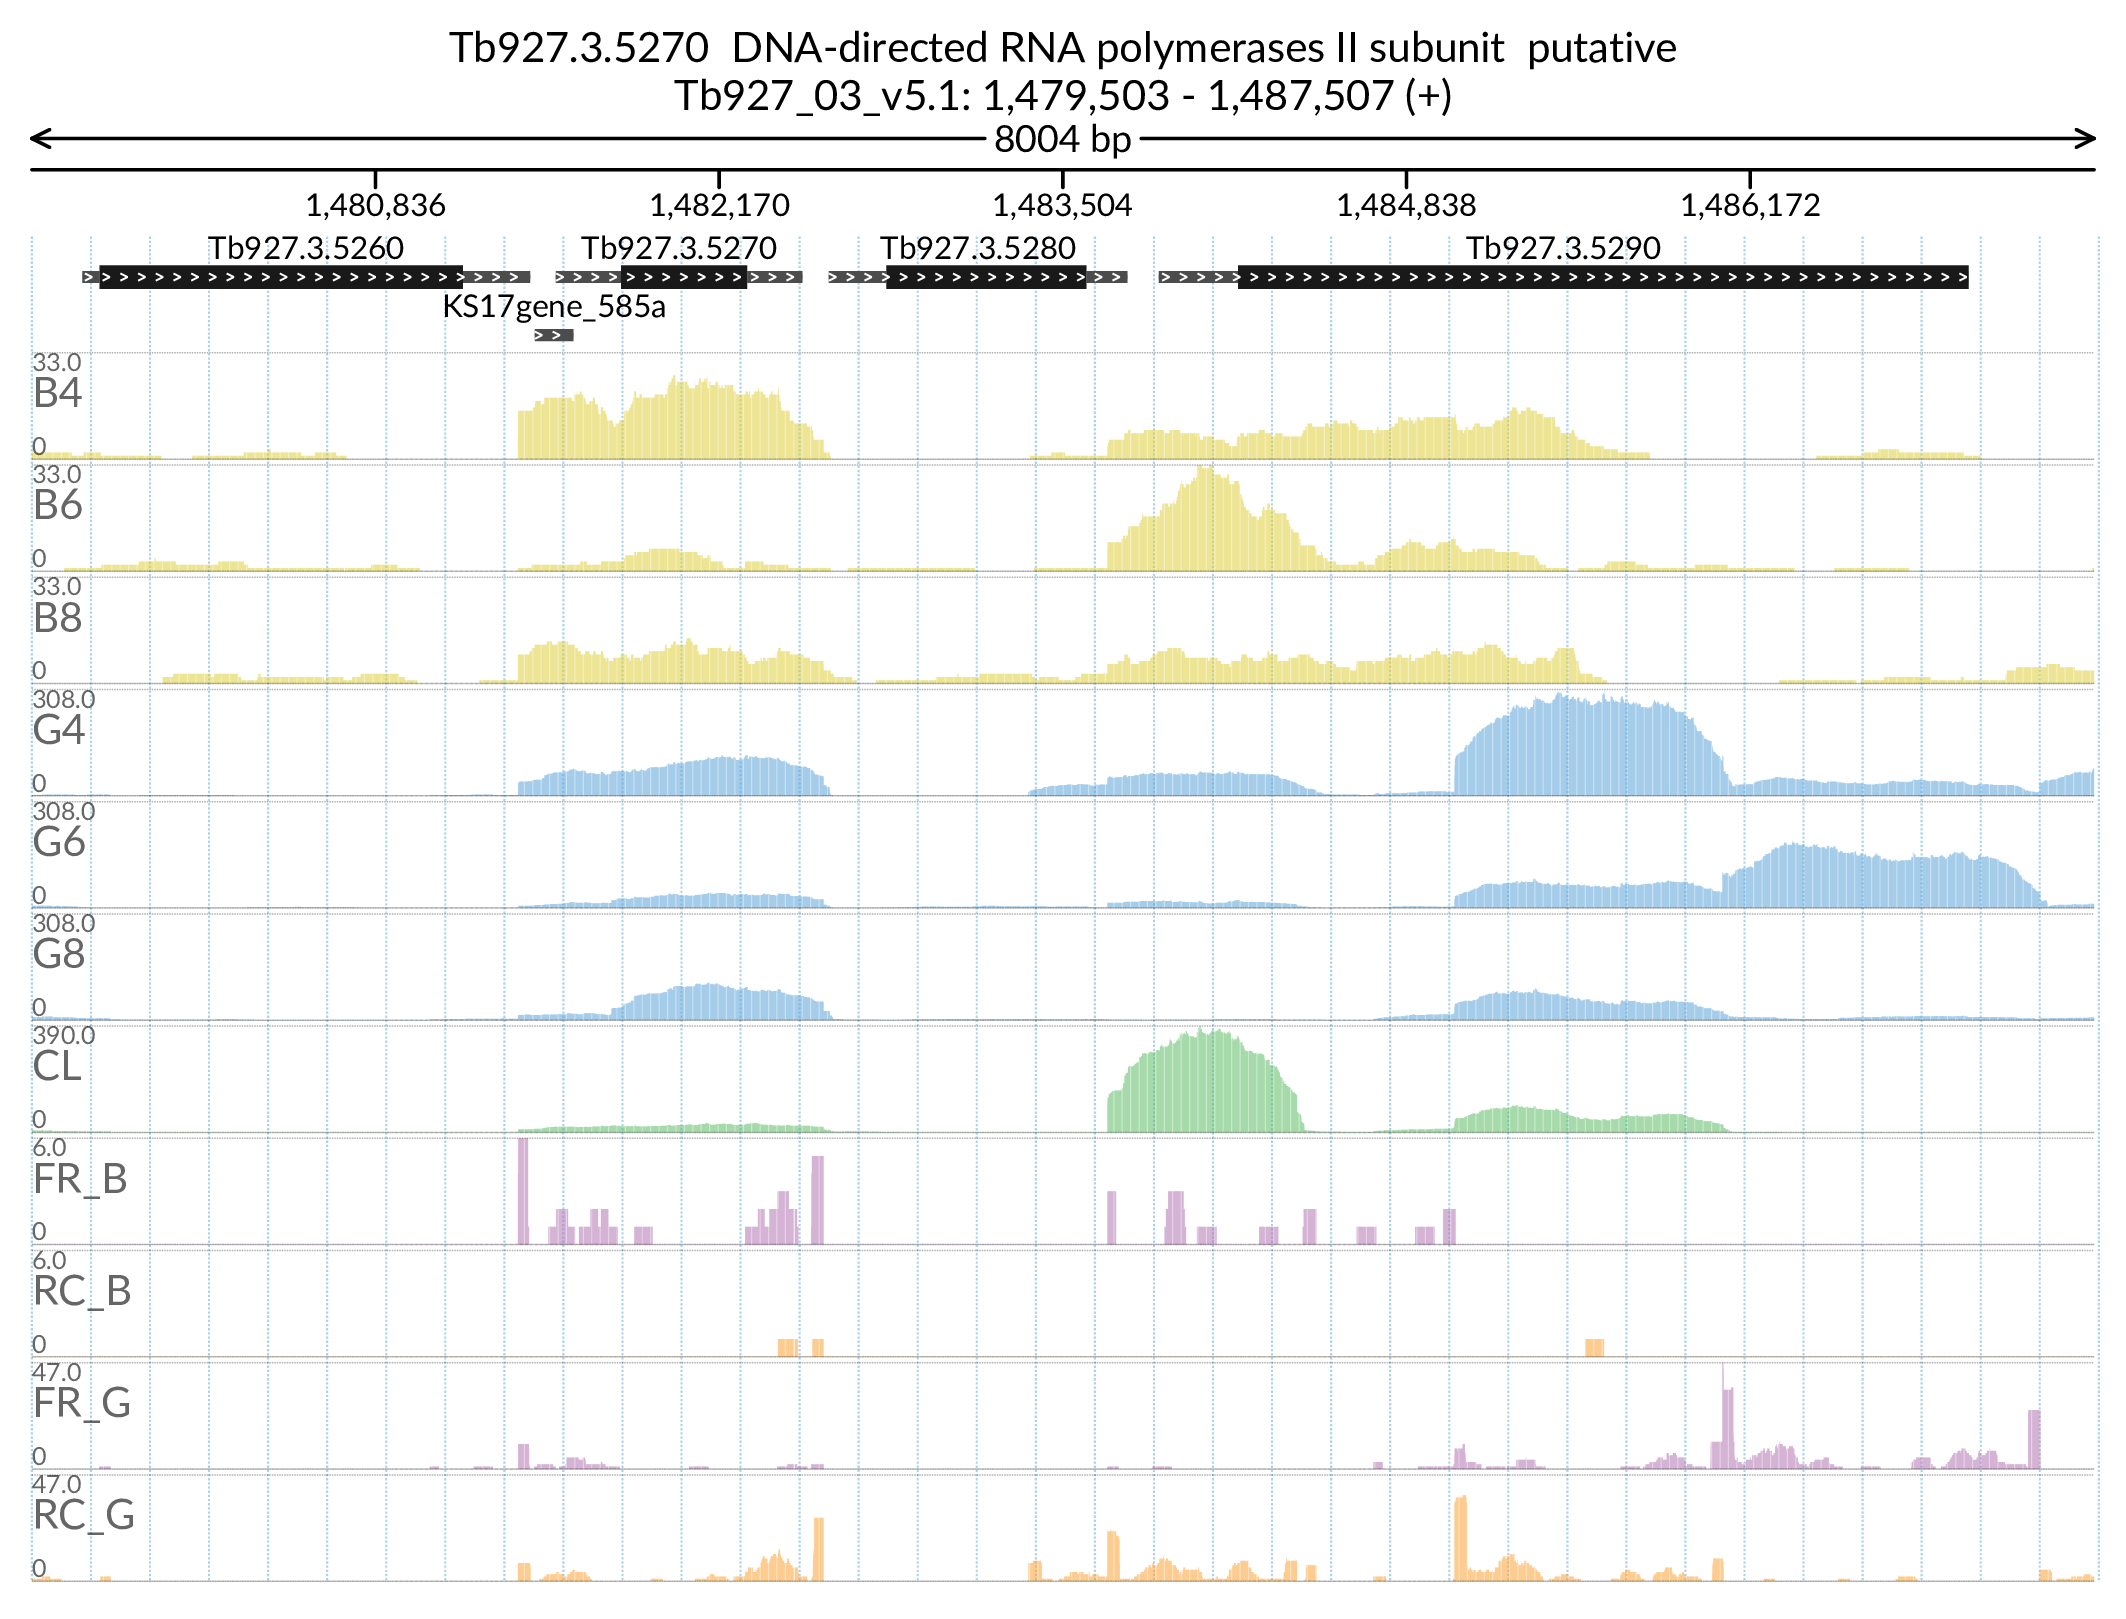 Tb927.3.5270  DNA-directed RNA polymerases II subunit  putative
Tb927_03_v5.1: 1,479,503 - 1,487,507 (+)
8004 bp
1,480,836 1,482,170 1,483,504 1,484,838 1,486,172
Tb927.3.5260 Tb927.3.5270 Tb927.3.5280 Tb927.3.5290
KS17gene_585a
33.0
B4
0
33.0
B6
0
33.0
B8
0
308.0
G4
0
308.0
G6
0
308.0
G8
0
390.0
CL
0
6.0
FR_B
0
6.0
RC_B
0
47.0
FR_G
0
47.0
RC_G
0